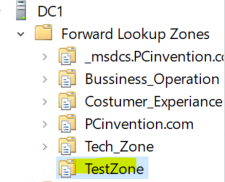 DC1
Forward Lookup Zones
_msdcs.PCinvention.co
Bussiness_Operation
Costumer_Experiance
PCinvention.com
Tech_Zone
TestZone